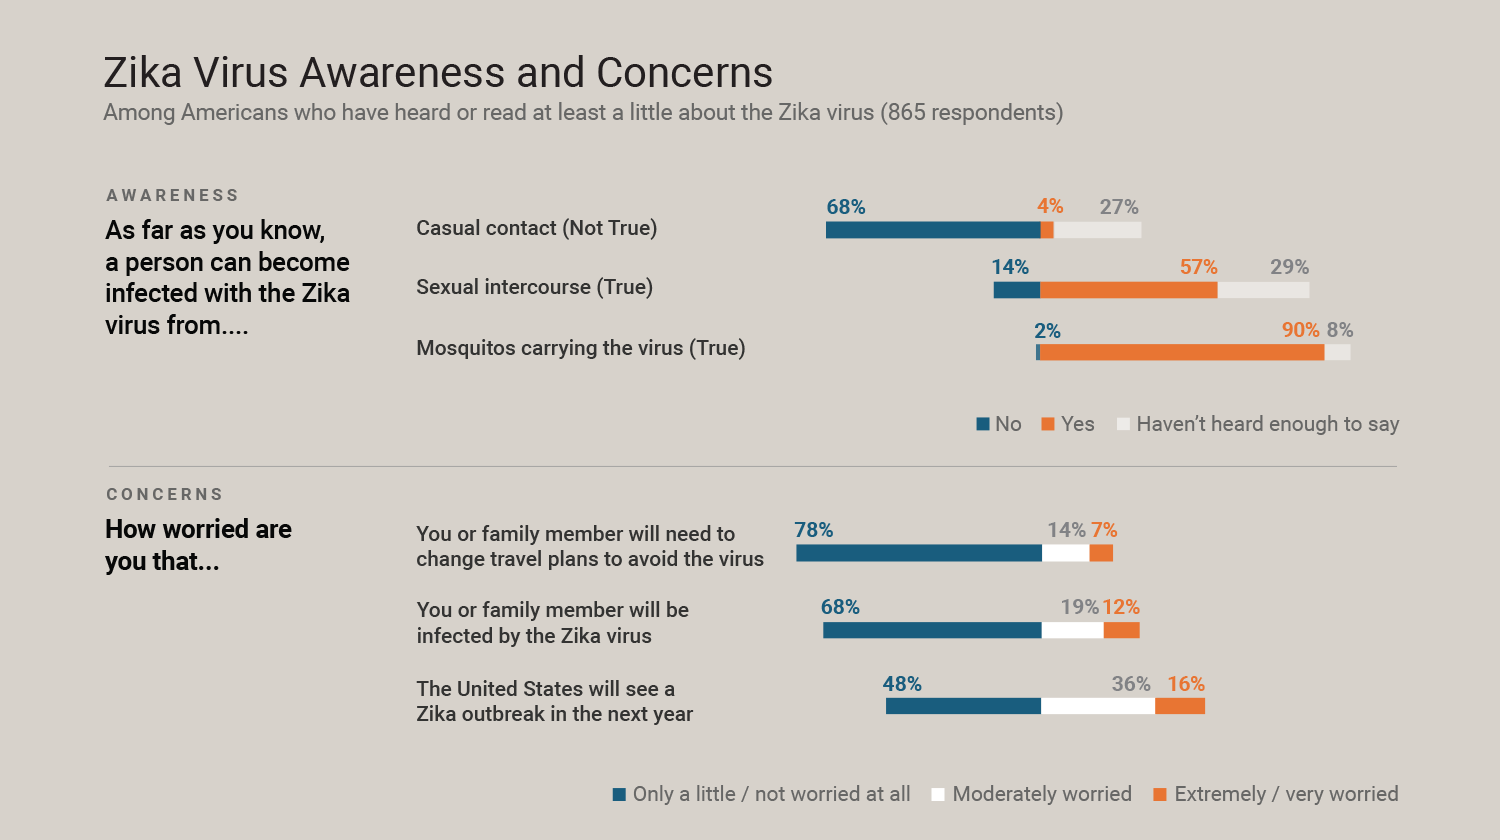 Zika Virus Awareness and Concerns
Among Americans who have heard or read at least a little about the Zika virus (865 respondents)
AWARENESS
As far as you know,
a person can become
infected with the Zika
virus from....
Casual contact (Not True)
68% 4% 27%
Sexual intercourse (True)
14% 57% 29%
Mosquitos carrying the virus (True)
2% 90% 8%
No Yes Haven't heard enough to say
CONCERNS
How worried are
you that...
You or family member will need to
change travel plans to avoid the virus
78% 14% 7%
You or family member will be
infected by the Zika virus
68% 19% 12%
The United States will see a
Zika outbreak in the next year
48% 36% 16%
Only a little / not worried at all Moderately worried Extremely / very worried